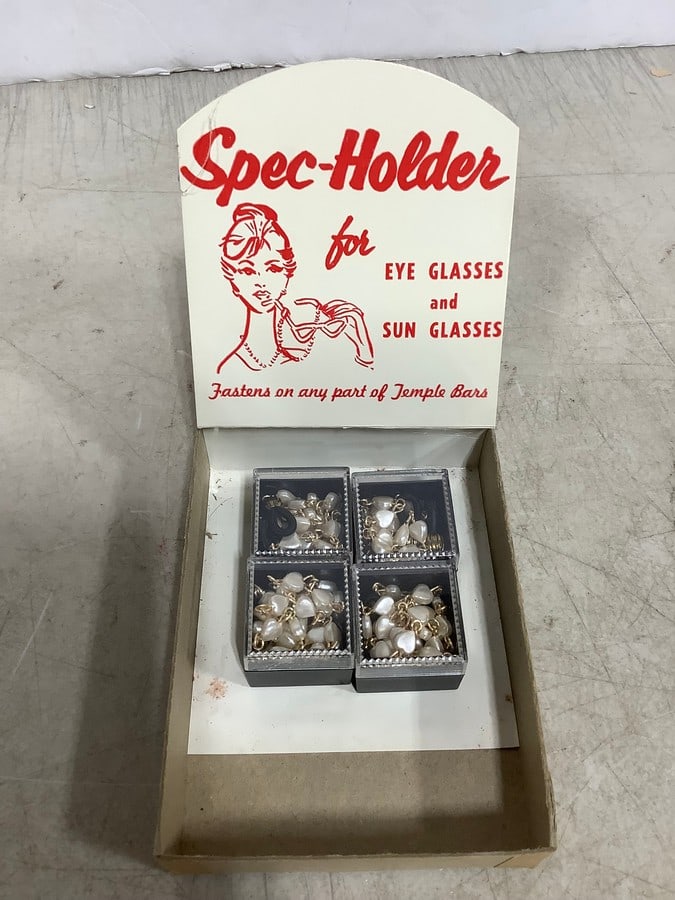 Spec-Holder
for
EYE GLASSES
and
SUN GLASSES
Fastens on any part of Temple Bars